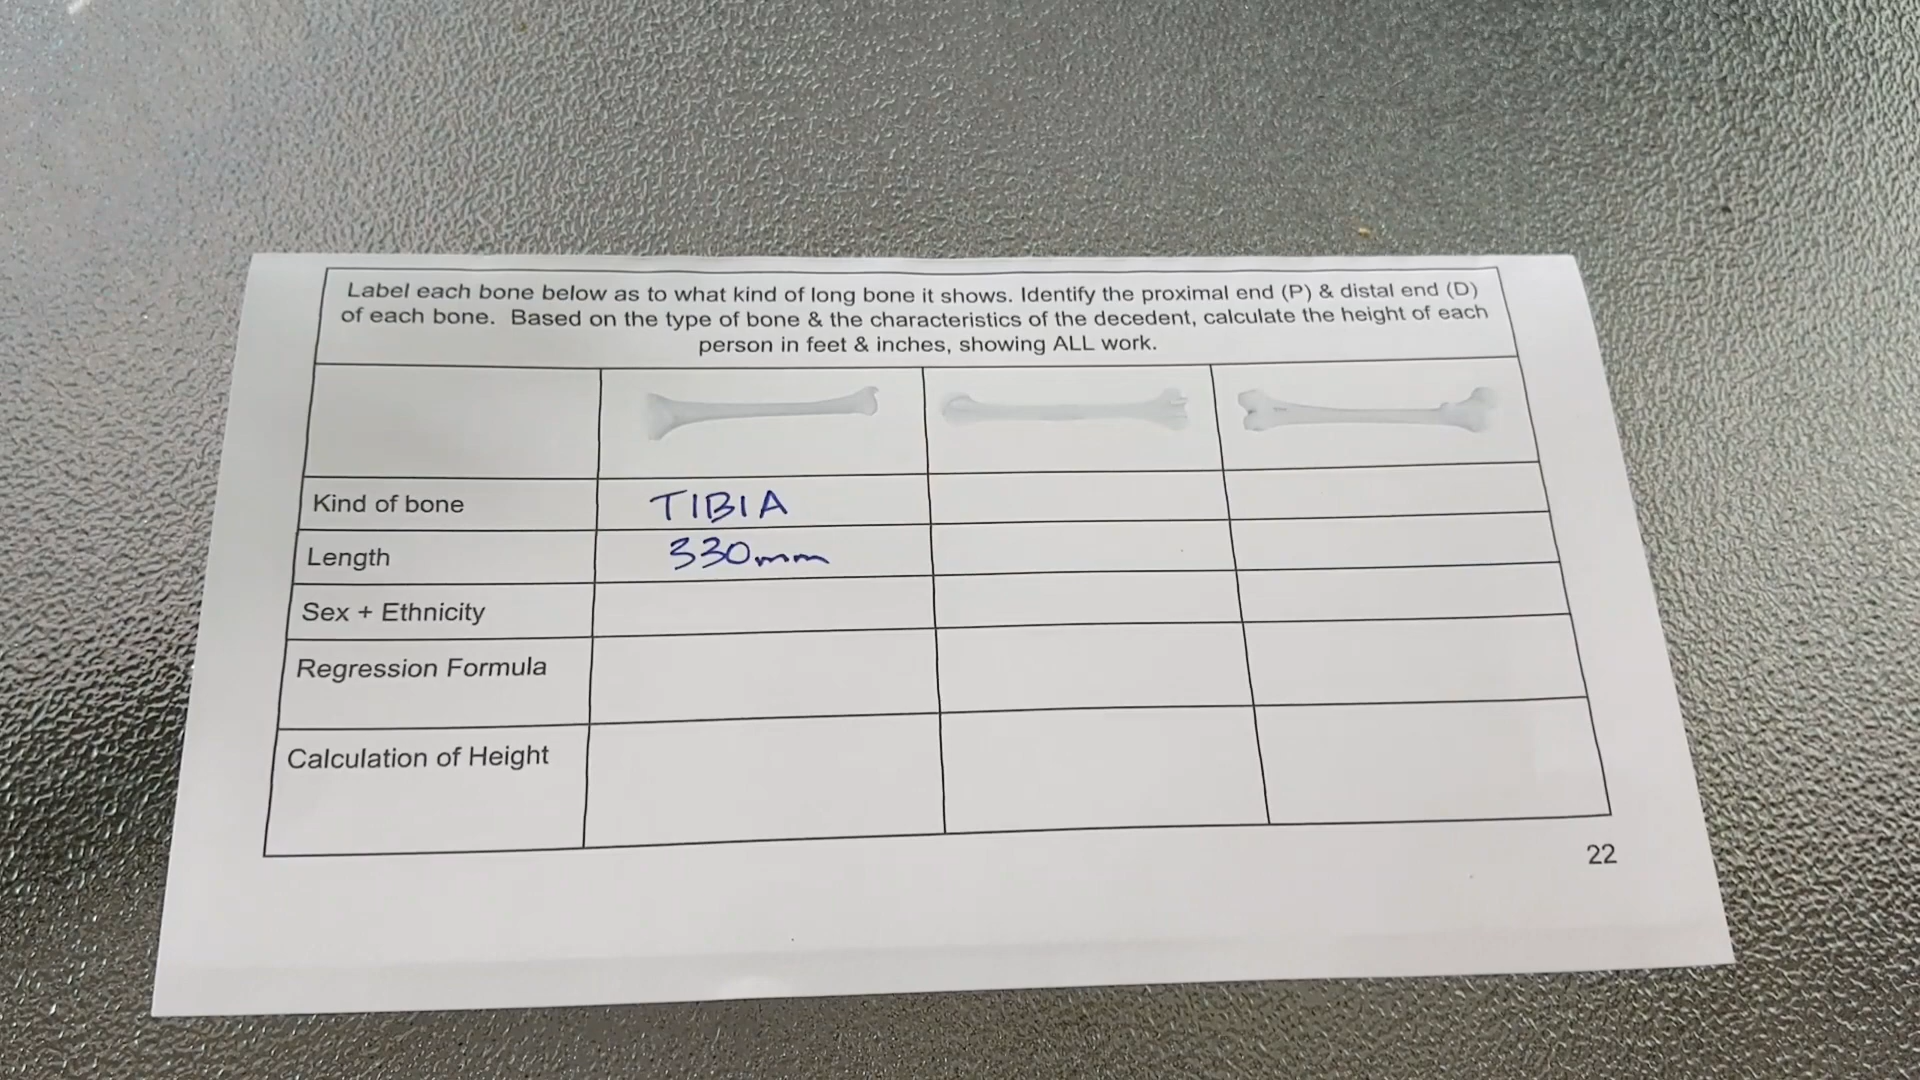 Label each bone below as to what kind of long bone it shows. Identify the proximal end (P) & distal end (D)
of each bone. Based on the type of bone & the characteristics of the decedent, calculate the height of each
person in feet & inches, showing ALL work.
Kind of bone TIBIA
Length 330mm
Sex + Ethnicity
Regression Formula
Calculation of Height
22